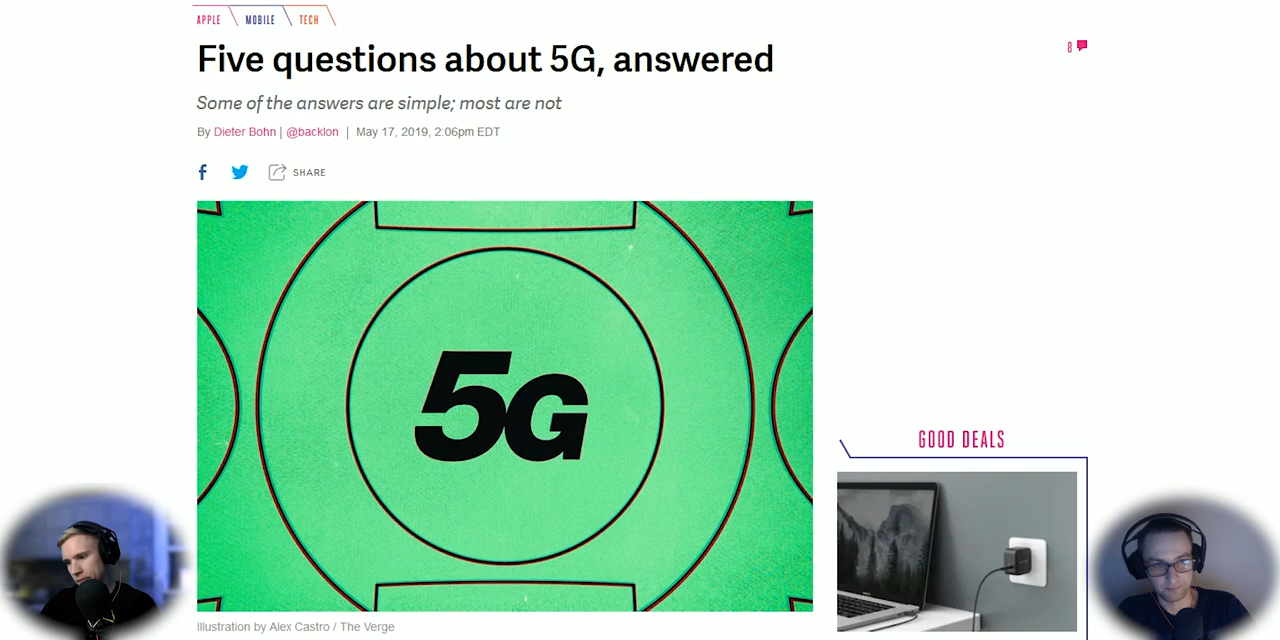 APPLE MOBILE TECH
Five questions about 5G, answered
8
Some of the answers are simple; most are not
By Dieter Bohn | @backlon | May 17, 2019, 2:06pm EDT
SHARE
5G
GOOD DEALS
Illustration by Alex Castro / The Verge